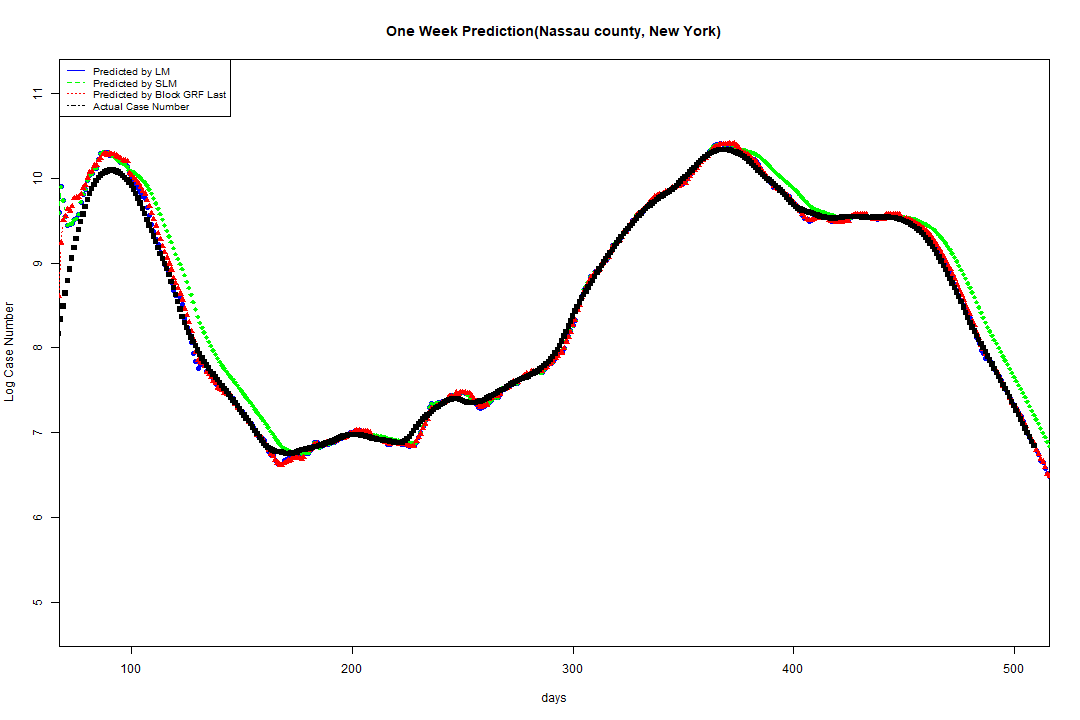 One Week Prediction(Nassau county, New York)
Predicted by LM
Predicted by SLM
Predicted by Block GRF Last
Actual Case Number
11
10
9
8
7
6
5
Log Case Number
100 200 300 400 500
days